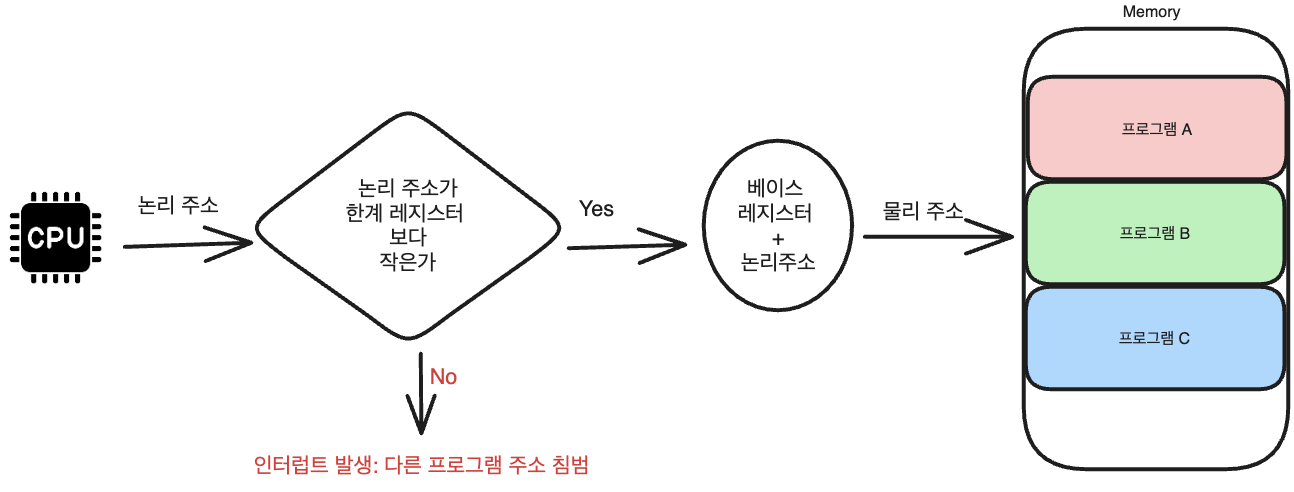 Memory
프로그램 A
CPU
논리 주소
논리 주소가
한계 레지스터
보다
작은가
Yes
베이스
레지스터
+
논리주소
물리 주소
프로그램 B
프로그램 C
No
인터럽트 발생: 다른 프로그램 주소 침범